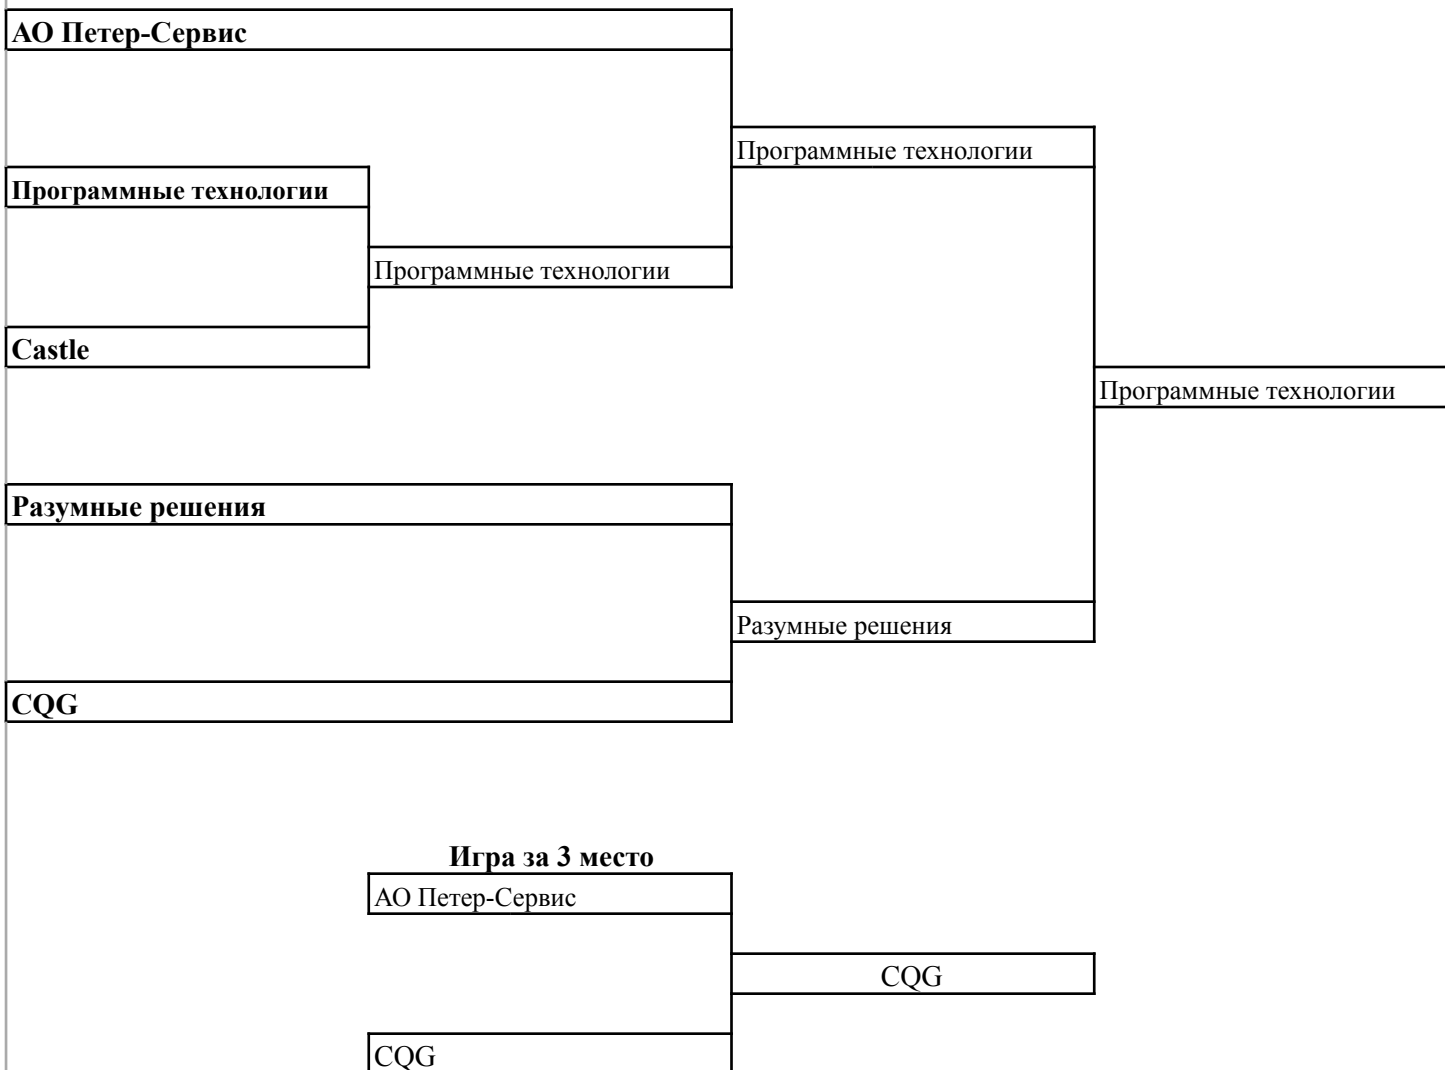 АО Петер-Сервис
Программные технологии
Программные технологии
Программные технологии
Castle
Программные технологии
Разумные решения
Разумные решения
CQG
Игра за 3 место
АО Петер-Сервис
CQG
CQG